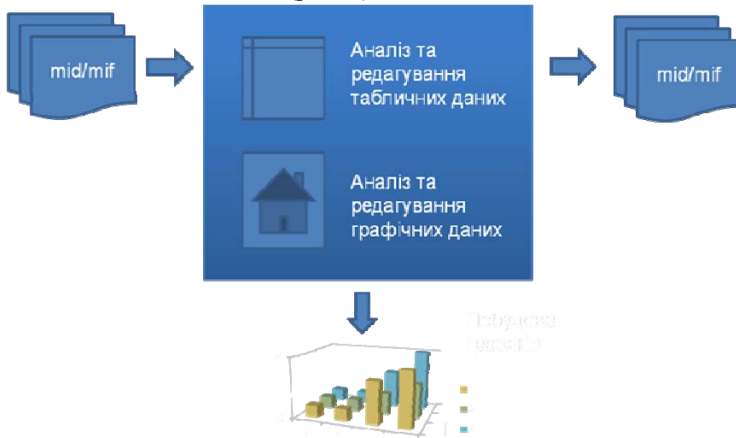 mid/mif
Аналіз та
редагування
табличних даних
mid/mif
Аналіз та
редагування
графічних даних